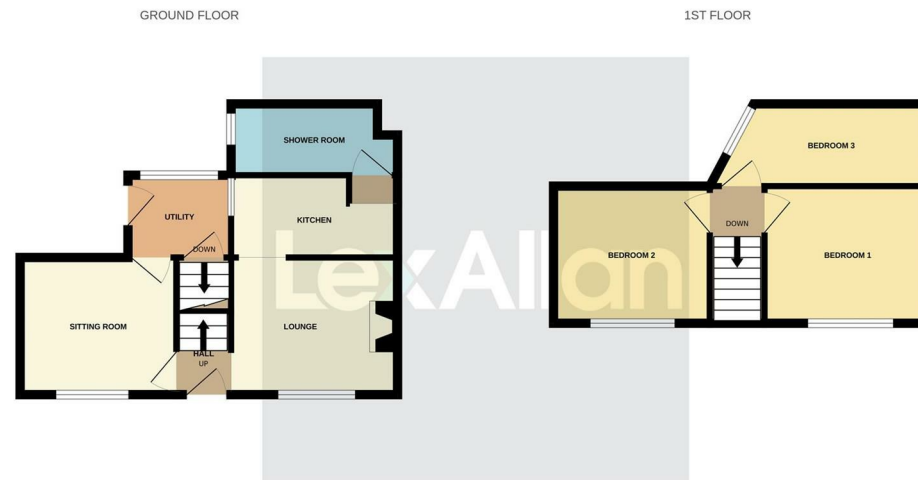 GROUND FLOOR
1ST FLOOR
SHOWER ROOM
BEDROOM 3
UTILITY
KITCHEN
DOWN
DOWN
BEDROOM 2
BEDROOM 1
LexAllan
SITTING ROOM
LOUNGE
HALL
UP